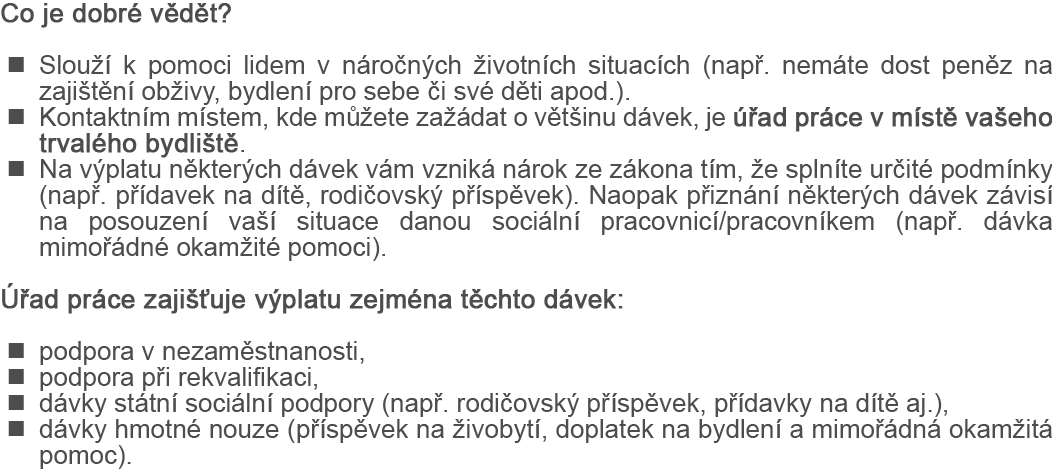 Co je dobré vědět?
■ Slouží k pomoci lidem v náročných životních situacích (např. nemáte dost peněz na
zajištění obživy, bydlení pro sebe či své děti apod.).
■ Kontaktním místem, kde můžete zažádat o většinu dávek, je úřad práce v místě vašeho
trvalého bydliště.
■ Na výplatu některých dávek vám vzniká nárok ze zákona tím, že splníte určité podmínky
(např. přídavek na dítě, rodičovský příspěvek). Naopak přiznání některých dávek závisí
na posouzení vaší situace danou sociální pracovnicí/pracovníkem (např. dávka
mimořádné okamžité pomoci).
Úřad práce zajišťuje výplatu zejména těchto dávek:
■ podpora v nezaměstnanosti,
■ podpora při rekvalifikaci,
■ dávky státní sociální podpory (např. rodičovský příspěvek, přídavky na dítě aj.),
■ dávky hmotné nouze (příspěvek na živobytí, doplatek na bydlení a mimořádná okamžitá
pomoc).